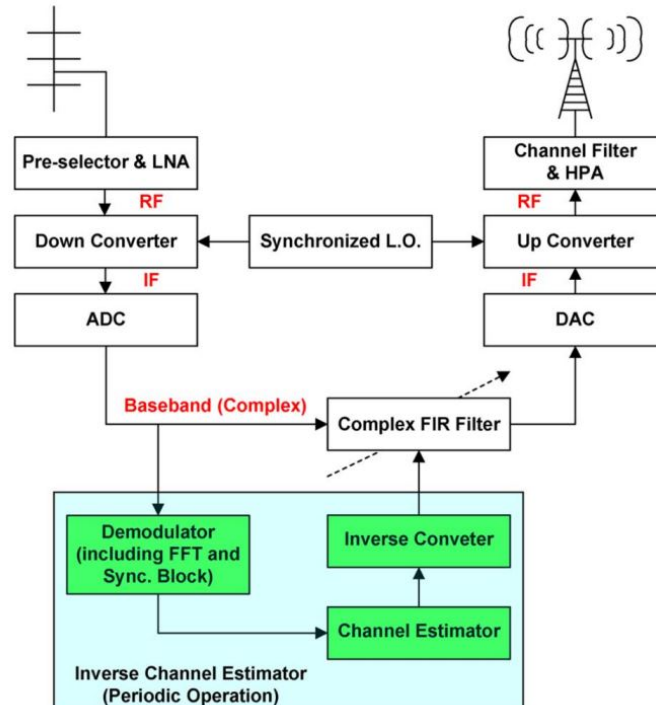 Pre-selector & LNA
Channel Filter
& HPA
RF
RF
Down Converter
Synchronized L.O.
Up Converter
IF
IF
ADC
DAC
Baseband (Complex)
Complex FIR Filter
Demodulator
(including FFT and
Sync. Block)
Inverse Conveter
Channel Estimator
Inverse Channel Estimator
(Periodic Operation)